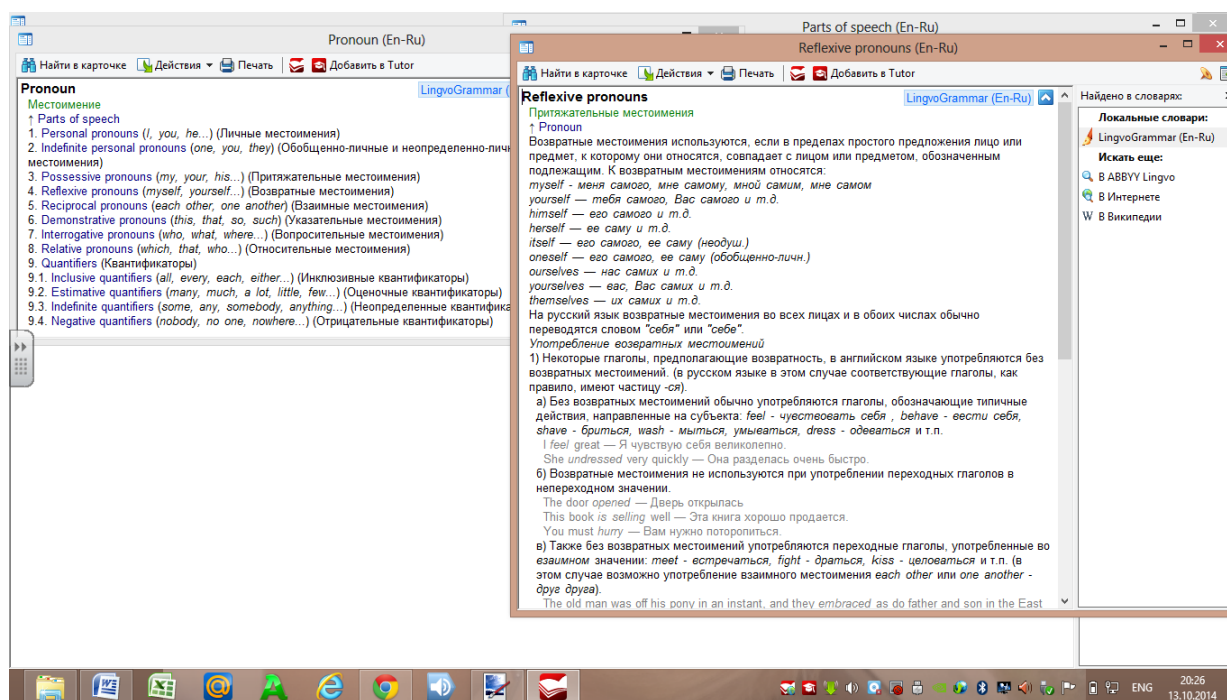 Parts of speech (En-Ru)
Pronoun (En-Ru)
Найти в карточке Действия Печать Добавить в Tutor
Pronoun
LingvoGrammar (
Местоимение
↑ Parts of speech
1. Personal pronouns (I, you, he...) (Личные местоимения)
2. Indefinite personal pronouns (one, you, they) (Обобщенно-личные и неопределенно-личн
местоимения)
3. Possessive pronouns (my, your, his...) (Притяжательные местоимения)
4. Reflexive pronouns (myself, yourself...) (Возвратные местоимения)
5. Reciprocal pronouns (each other, one another) (Взаимные местоимения)
6. Demonstrative pronouns (this, that, so, such) (Указательные местоимения)
7. Interrogative pronouns (who, what, where...) (Вопросительные местоимения)
8. Relative pronouns (which, that, who...) (Относительные местоимения)
9. Quantifiers (Квантификаторы)
9.1. Inclusive quantifiers (all, every, each, either...) (Инклюзивные квантификаторы)
9.2. Estimative quantifiers (many, much, a lot, little, few...) (Оценочные квантификаторы)
9.3. Indefinite quantifiers (some, any, somebody, anything...) (Неопределенные квантифика
9.4. Negative quantifiers (nobody, no one, nowhere...) (Отрицательные квантификаторы)
Reflexive pronouns (En-Ru)
Найти в карточке Действия Печать Добавить в Tutor
Reflexive pronouns
LingvoGrammar (En-Ru)
Притяжательные местоимения
↑ Pronoun
Возвратные местоимения используются, если в пределах простого предложения лицо или
предмет, к которому они относятся, совпадает с лицом или предметом, обозначенным
подлежащим. К возвратным местоимениям относятся:
myself - меня самого, мне самому, мной самим, мне самом
yourself — тебя самого, Вас самого и т.д.
himself — его самого и т.д.
herself — ее саму и т.д.
itself — его самого, ее саму (неодуш.)
oneself — его самого, ее саму (обобщенно-личн.)
ourselves — нас самих и т.д.
yourselves — вас, Вас самих и т.д.
themselves — их самих и т.д.
На русский язык возвратные местоимения во всех лицах и в обоих числах обычно
переводятся словом "себя" или "себе".
Употребление возвратных местоимений
1) Некоторые глаголы, предполагающие возвратность, в английском языке употребляются без
возвратных местоимений. (в русском языке в этом случае соответствующие глаголы, как
правило, имеют частицу -ся).
а) Без возвратных местоимений обычно употребляются глаголы, обозначающие типичные
действия, направленные на субъекта: feel - чувствовать себя , behave - вести себя,
shave - бриться, wash - мыться, умываться, dress - одеваться и т.п.
I feel great — Я чувствую себя великолепно.
She undressed very quickly — Она разделась очень быстро.
б) Возвратные местоимения не используются при употреблении переходных глаголов в
непереходном значении.
The door opened — Дверь открылась
This book is selling well — Эта книга хорошо продается.
You must hurry — Вам нужно поторопиться.
в) Также без возвратных местоимений употребляются переходные глаголы, употребленные во
взаимном значении: meet - встречаться, fight - драться, kiss - целоваться и т.п. (в
этом случае возможно употребление взаимного местоимения each other или one another -
друг друга).
The old man was off his pony in an instant, and they embraced as do father and son in the East
Найдено в словарях:
Локальные словари:
LingvoGrammar (En-Ru)
Искать еще:
В ABBYY Lingvo
В Интернете
W В Википедии
ENG
20:26
13.10.2014